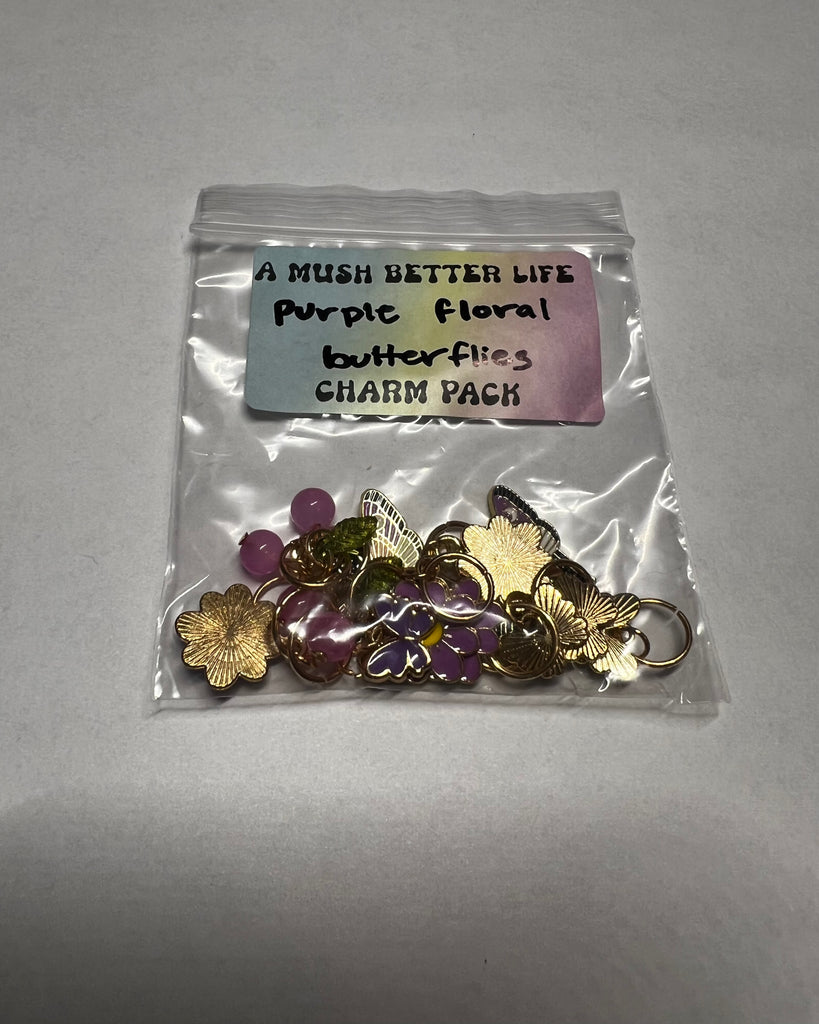 A MUSH BETTER LIFE
purple floral
butterflies
CHARM PACK